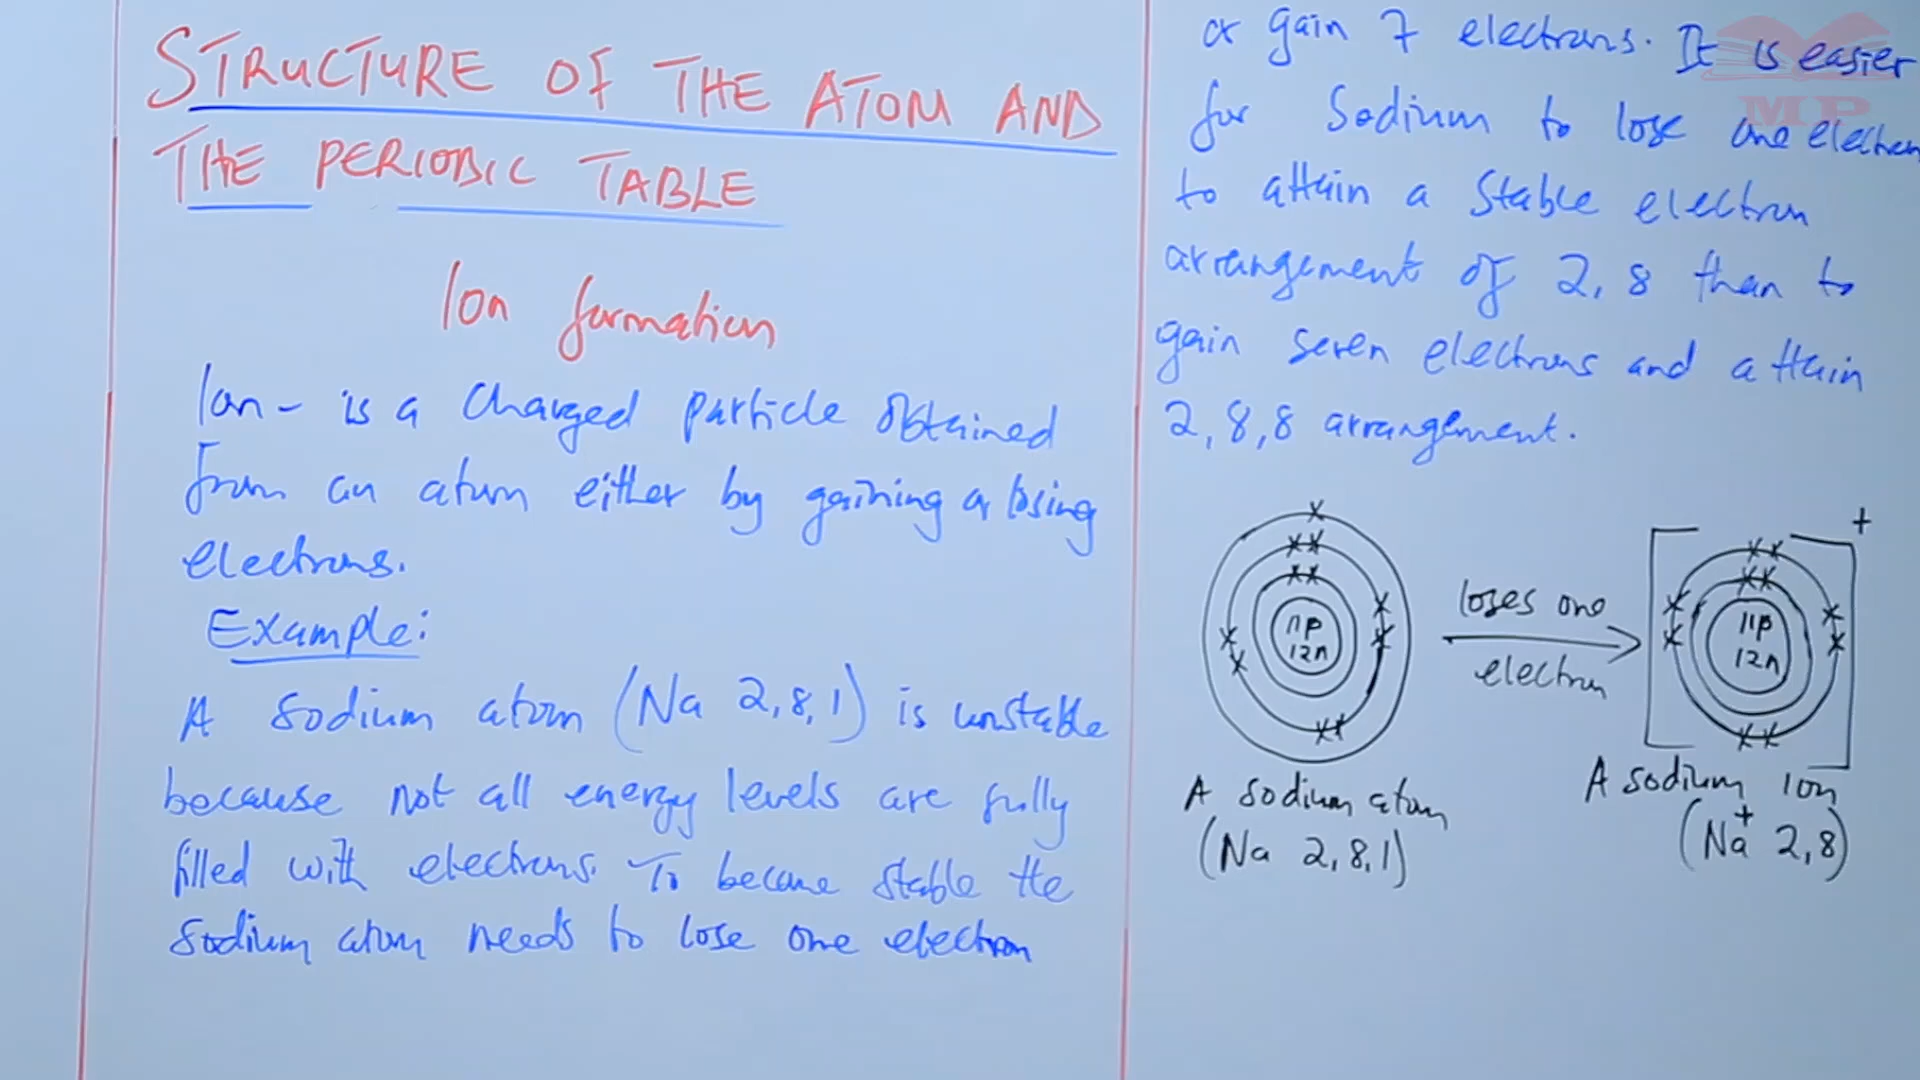 STRUCTURE OF THE ATOM AND
THE PERIODIC TABLE
Ion formation
Ion - is a charged particle obtained
from an atom either by gaining or losing
electrons.
Example:
A sodium atom (Na 2,8,1) is unstable
because not all energy levels are fully
filled with electrons. To become stable the
sodium atom needs to lose one electron
or gain 7 electrons. It is easier
for Sodium to lose one electron
to attain a stable electron
arrangement of 2, 8 than to
gain seven electrons and attain
2,8,8 arrangement.
MP
11p
12n
loses one
electron
+
11p
12n
A sodium atom
(Na 2,8,1)
A sodium ion
(Na⁺ 2,8)